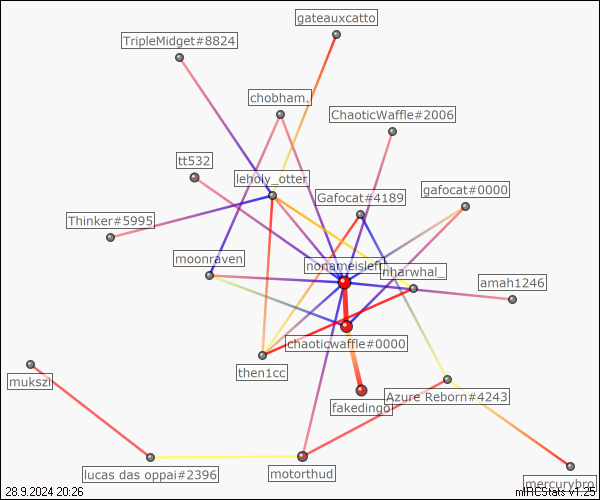 gateauxcatto
TripleMidget#8824
chobham.
ChaoticWaffle#2006
tt532
leholy_otter
gafocat#0000
Gafocat#4189
Thinker#5995
moonraven
nonameisleft
nharwhal_
amah1246
chaoticwaffle#0000
then1cc
mukszi
fakedingo
Azure Reborn#4243
lucas das oppai#2396
motorthud
mercurybro
28.9.2024 20:26
mIRCStats v1.25